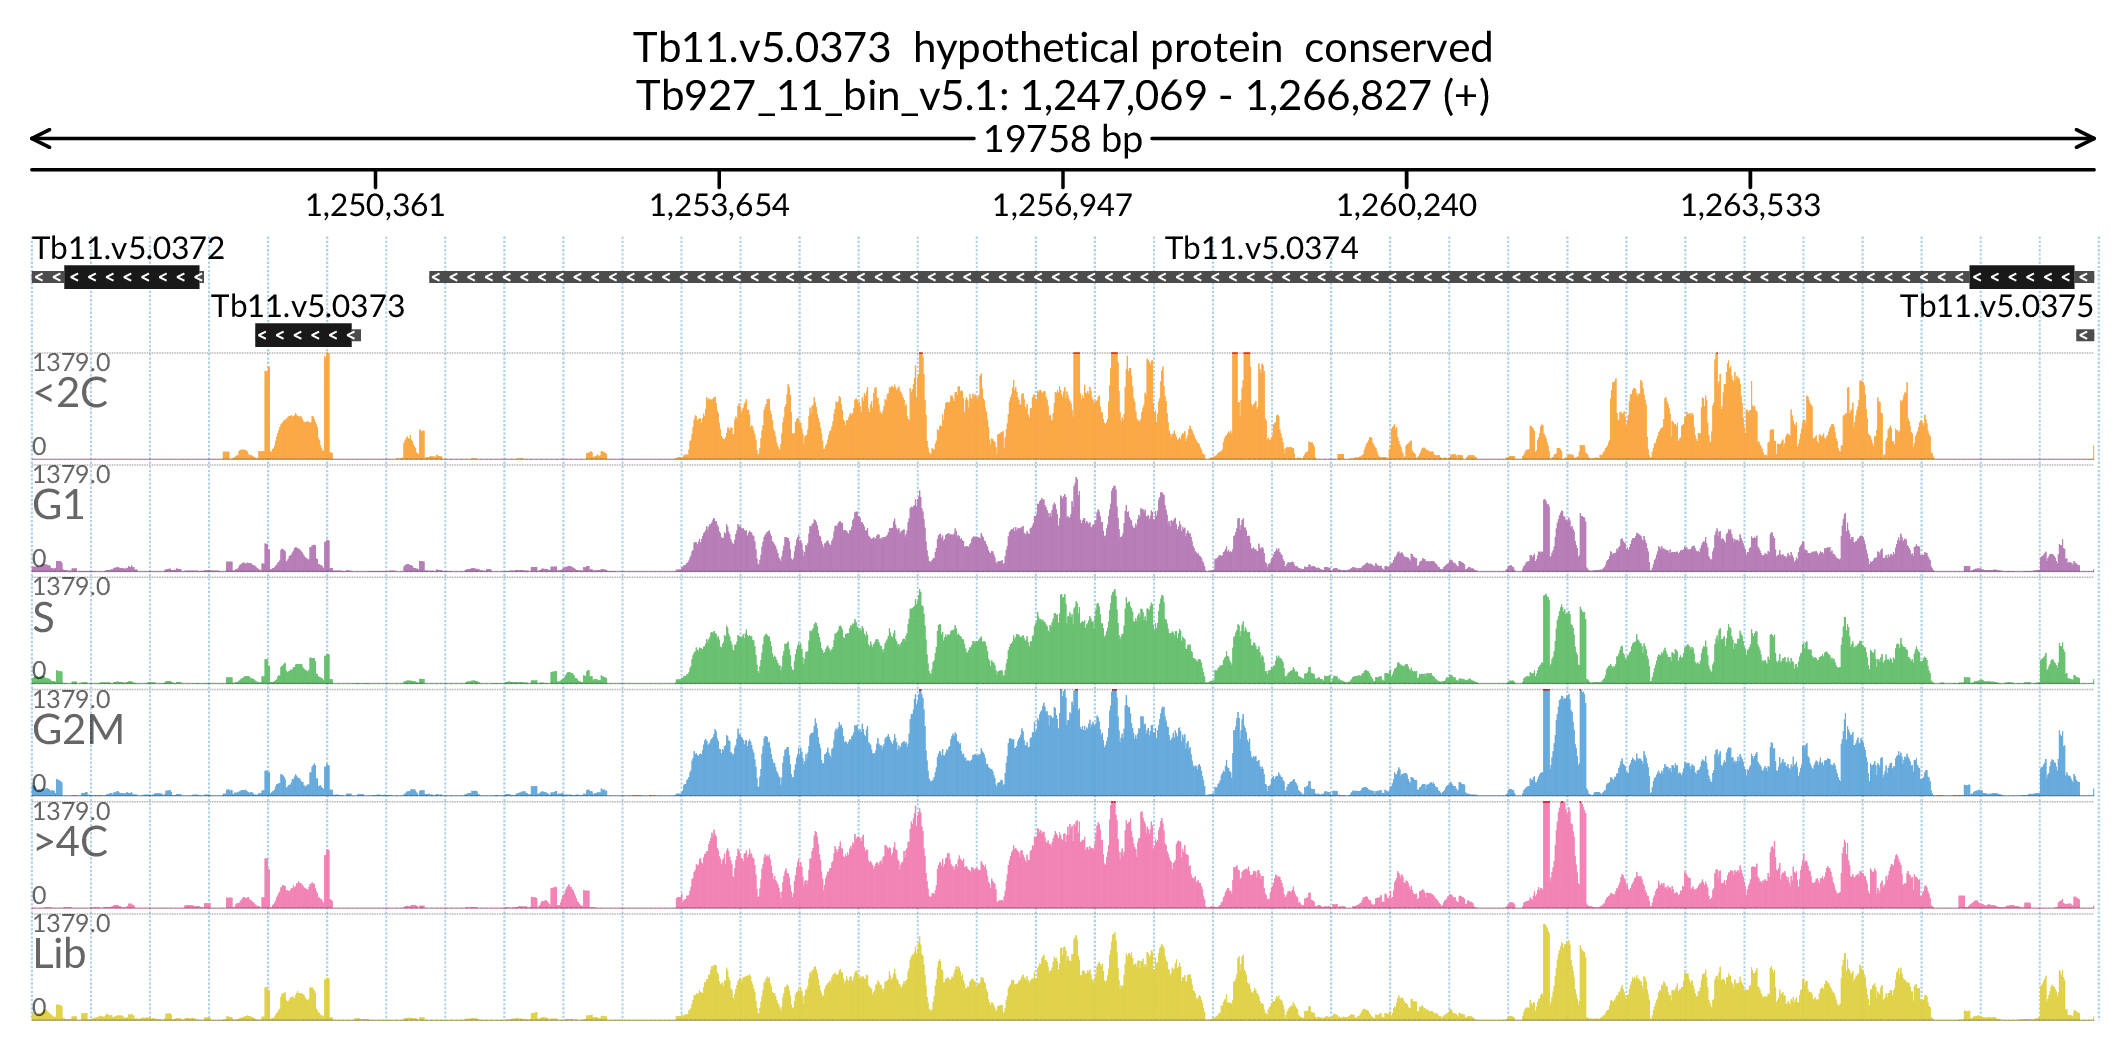 Tb11.v5.0373  hypothetical protein  conserved
Tb927_11_bin_v5.1: 1,247,069 - 1,266,827 (+)
19758 bp
1,250,361 1,253,654 1,256,947 1,260,240 1,263,533
Tb11.v5.0372 Tb11.v5.0374
Tb11.v5.0373 Tb11.v5.0375
1379.0
<2C
0
1379.0
G1
0
1379.0
S
0
1379.0
G2M
0
1379.0
>4C
0
1379.0
Lib
0